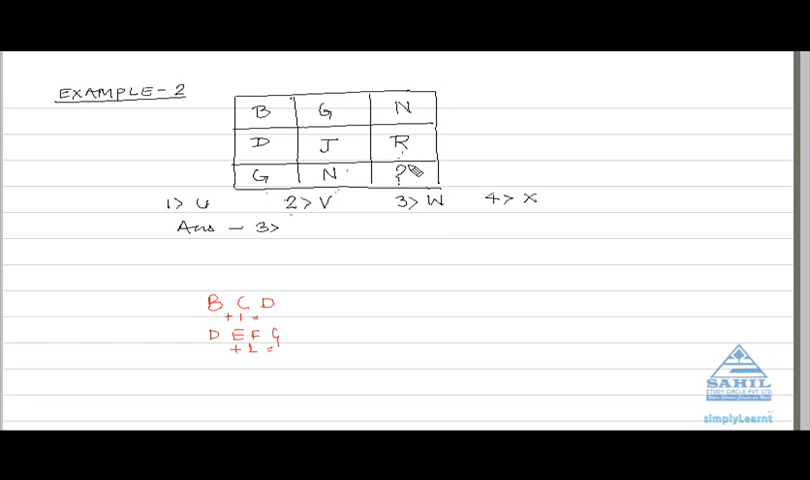 EXAMPLE - 2
B G N
D J R
G N ?
1> U 2> V 3> W 4> X
Ans - 3>
B C D
+1 =
D E F G
+2 =
SAHIL
STUDY CIRCLE PVT. LTD
simplyLearnt